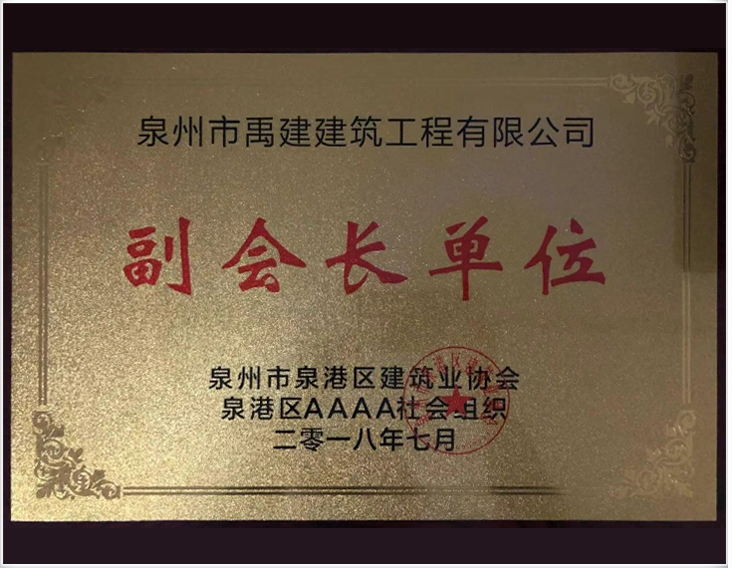 泉州市禹建建筑工程有限公司
副会长单位
泉州市泉港区建筑业协会
泉港区AAAA社会组织
二零一八年七月